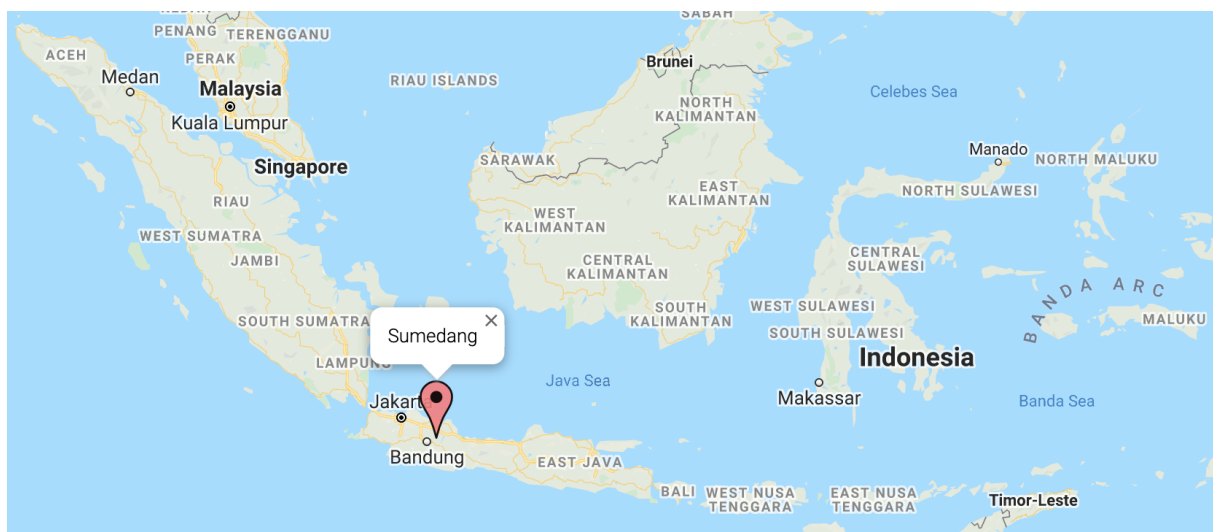 SABAH
PENANG
TERENGGANU
ACEH
PERAK
Medan
Malaysia
Kuala Lumpur
RIAU ISLANDS
Brunei
NORTH
KALIMANTAN
Celebes Sea
Singapore
SARAWAK
Manado
NORTH MALUKU
RIAU
EAST
KALIMANTAN
NORTH SULAWESI
WEST
KALIMANTAN
WEST SUMATRA
JAMBI
CENTRAL
KALIMANTAN
CENTRAL
SULAWESI
BANDA ARC
SOUTH SUMATRA
SOUTH
KALIMANTAN
WEST SULAWESI
SOUTH SULAWESI
MALUKU
Sumedang
LAMPUNG
Indonesia
Java Sea
Makassar
Banda Sea
Jakarta
Bandung
EAST JAVA
BALI
WEST NUSA
TENGGARA
EAST NUSA
TENGGARA
Timor-Leste